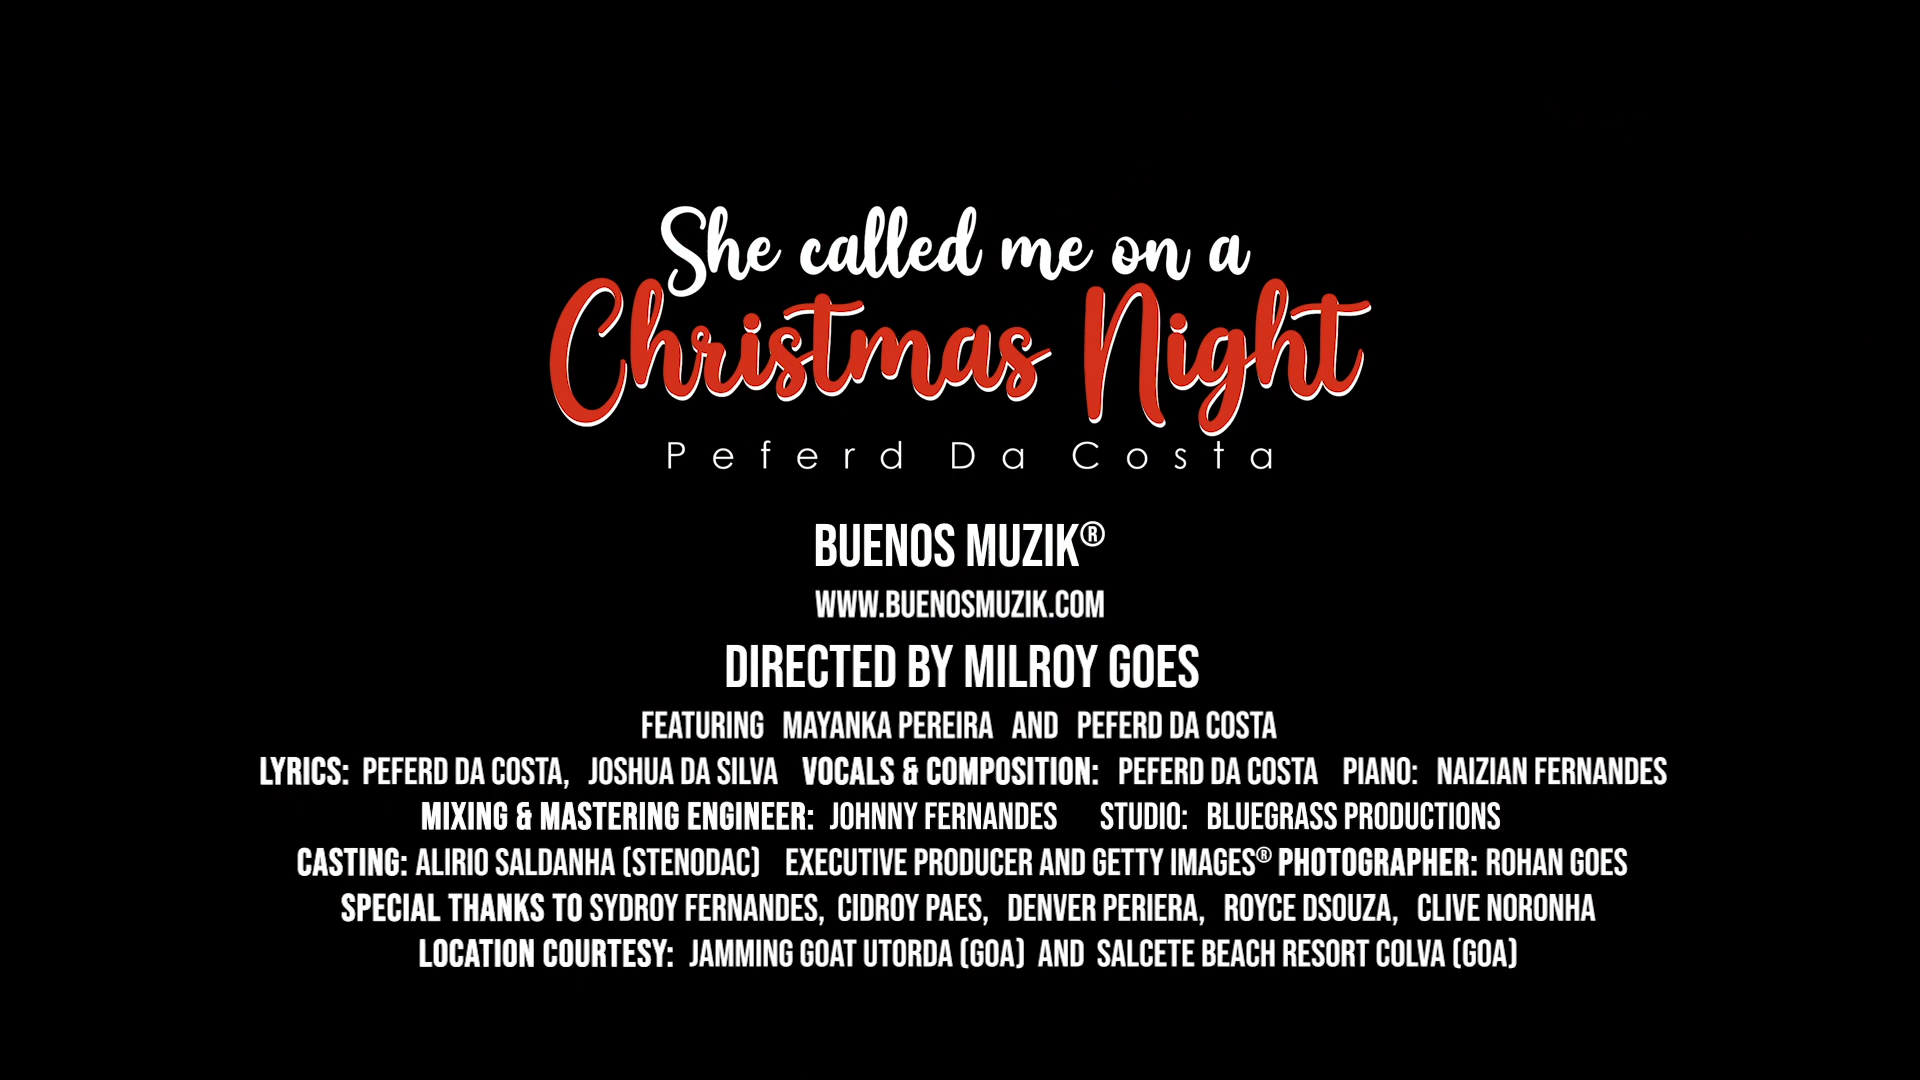 She called me on a
Christmas Night
Peferd Da Costa
BUENOS MUZIK®
WWW.BUENOSMUZIK.COM
DIRECTED BY MILROY GOES
FEATURING MAYANKA PEREIRA AND PEFERD DA COSTA
LYRICS: PEFERD DA COSTA, JOSHUA DA SILVA VOCALS & COMPOSITION: PEFERD DA COSTA PIANO: NAIZIAN FERNANDES
MIXING & MASTERING ENGINEER: JOHNNY FERNANDES STUDIO: BLUEGRASS PRODUCTIONS
CASTING: ALIRIO SALDANHA (STENODAC) EXECUTIVE PRODUCER AND GETTY IMAGES® PHOTOGRAPHER: ROHAN GOES
SPECIAL THANKS TO SYDROY FERNANDES, CIDROY PAES, DENVER PERIERA, ROYCE DSOUZA, CLIVE NORONHA
LOCATION COURTESY: JAMMING GOAT UTORDA (GOA) AND SALCETE BEACH RESORT COLVA (GOA)